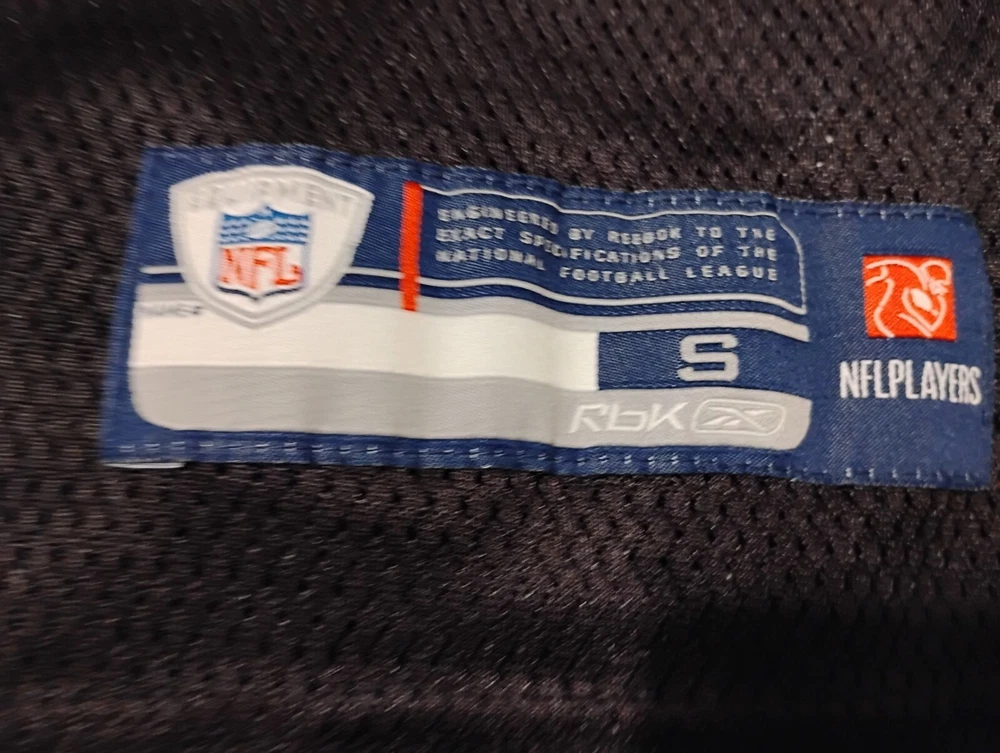 EQUIPMENT
NFL
ENGINEERED BY REEBOK TO THE
EXACT SPECIFICATIONS OF THE
NATIONAL FOOTBALL LEAGUE
S
Rbk
NFLPLAYERS